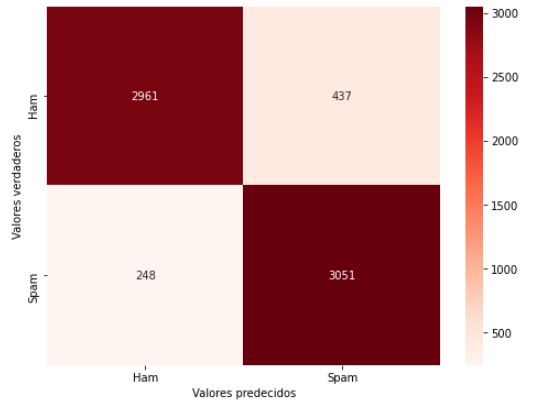 Valores verdaderos
Ham
Spam
2961
437
248
3051
Ham
Spam
Valores predecidos
3000
2500
2000
1500
1000
500